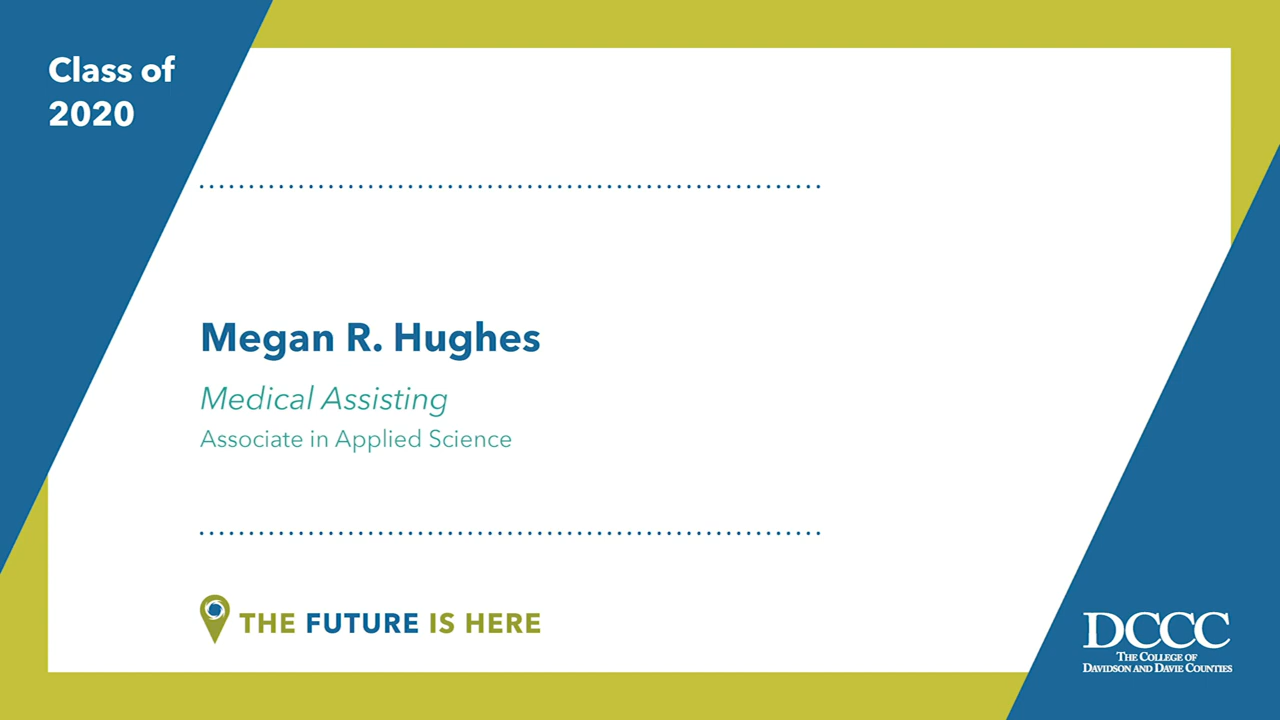 Class of
2020
Megan R. Hughes
Medical Assisting
Associate in Applied Science
THE FUTURE IS HERE
DCCC
THE COLLEGE OF
DAVIDSON AND DAVIE COUNTIES